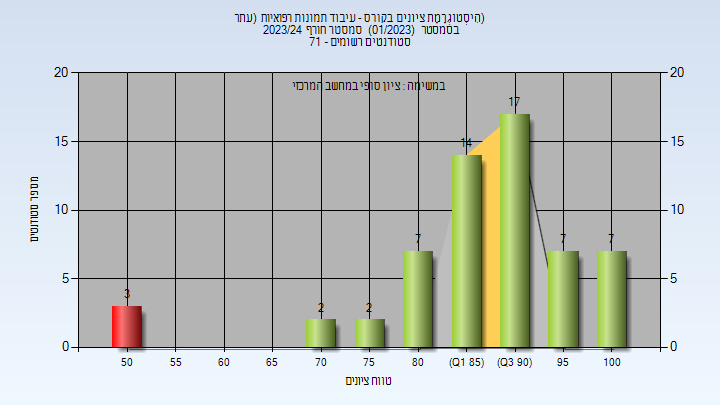 (הִיסְטוֹגְרָמַת ציונים בקורס - עיבוד תמונות רפואיות (עתר
בסמסטר (01/2023) סמסטר חורף 2023/24
סטודנטים רשומים - 71
במשימה : ציון סופי במחשב המרכזי
20 20
15 15
10 10
5 5
0 0
מספר סטודנטים
3 2 2 7 14 17 7 7
50 55 60 65 70 75 80 (Q1 85) (Q3 90) 95 100
טווח ציונים